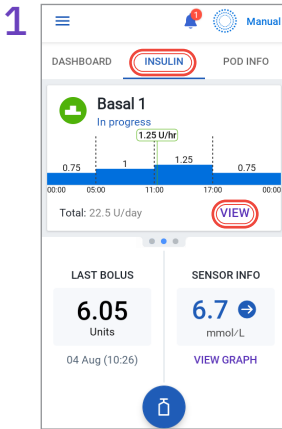 1
1
Manual
DASHBOARD INSULIN POD INFO
Basal 1
In progress
1.25 U/hr
0.75 1 1.25 0.75
00:00 05:00 11:00 17:00 00:00
Total: 22.5 U/day VIEW
LAST BOLUS SENSOR INFO
6.05 6.7
Units mmol/L
04 Aug (10:26) VIEW GRAPH